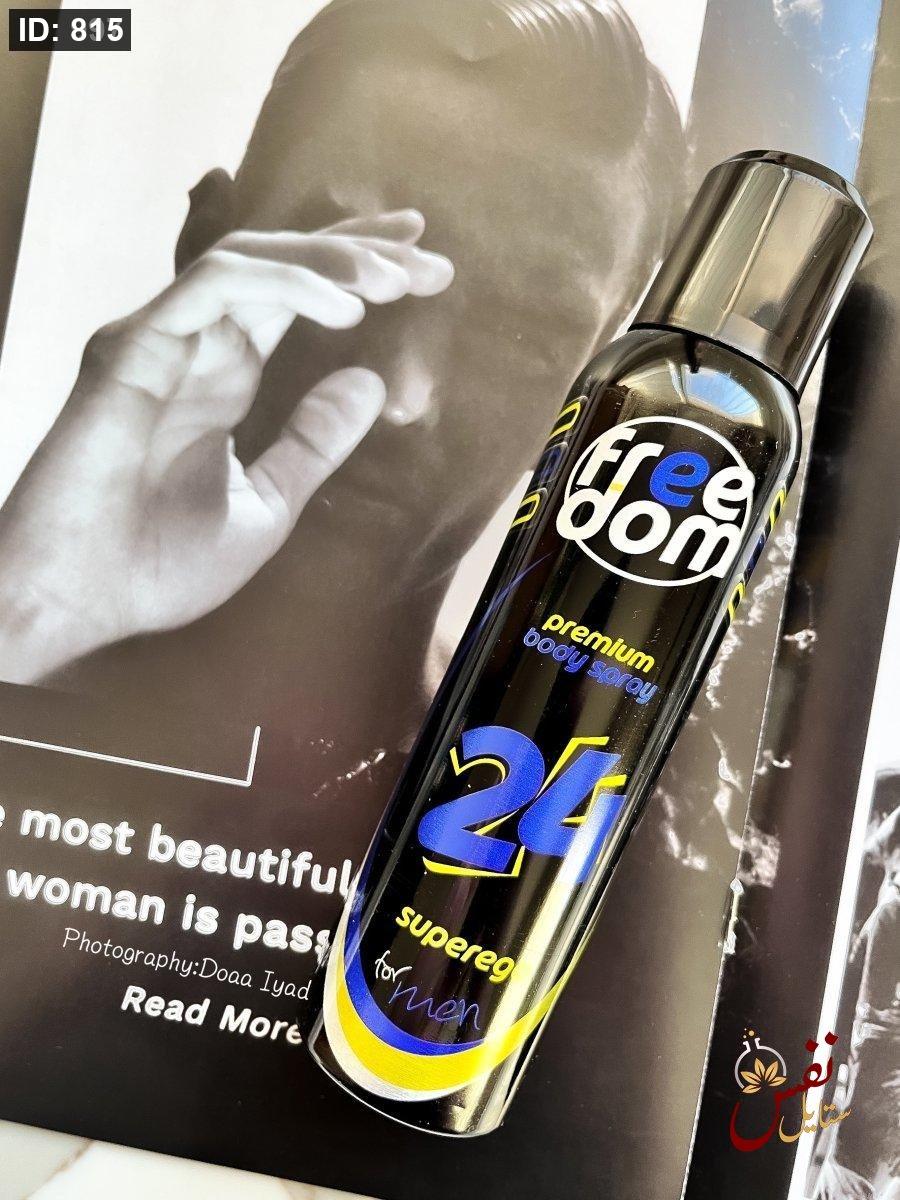 ID: 815
free
dom
premium
body spray
24
superego
for men
most beautiful
woman is pass
Photography:Doaa Iyad
Read More
نفس
ستايل